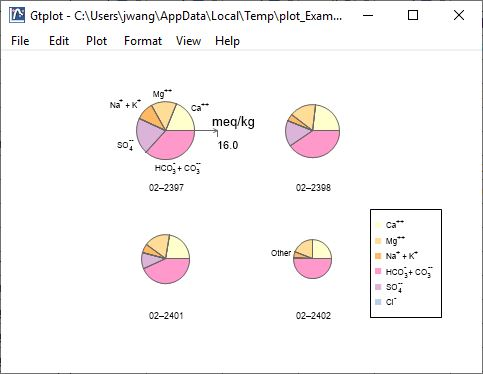 Gtplot - C:\Users\jwang\AppData\Local\Temp\plot_Exam...
File Edit Plot Format View Help
Mg⁺⁺
Na⁺ + K⁺
Ca⁺⁺
meq/kg
16.0
SO₄⁻⁻
HCO₃⁻ + CO₃⁻⁻
02–2397
02–2398
Other
02–2401
02–2402
Ca⁺⁺
Mg⁺⁺
Na⁺ + K⁺
HCO₃⁻ + CO₃⁻⁻
SO₄⁻⁻
Cl⁻